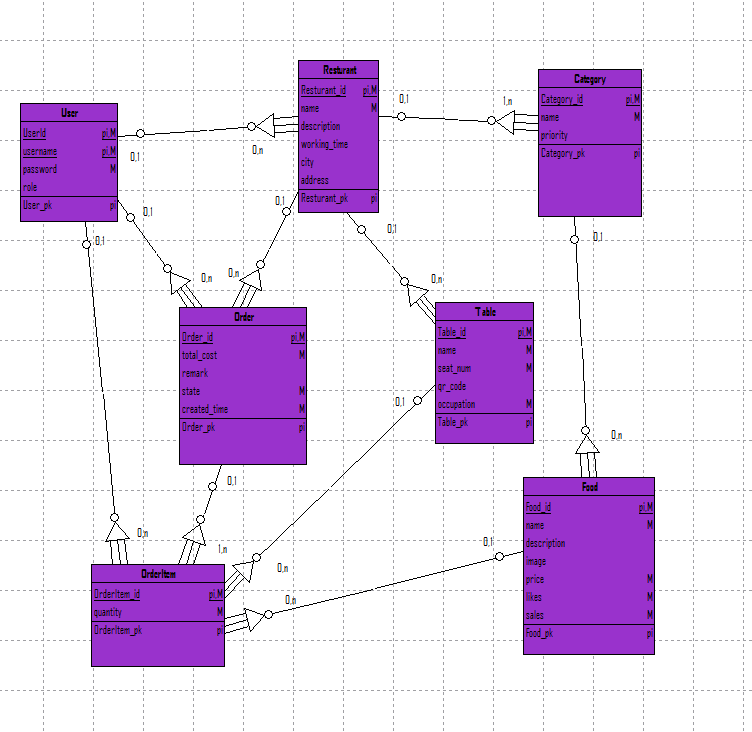 Resturant
Resturant_id pi,M
name M
description
working_time
city
address
Resturant_pk pi
Category
Category_id pi,M
name M
priority
Category_pk pi
User
UserId pi,M
username pi,M
password M
role
User_pk pi
0,1
0,n
0,1
1,n
0,1
0,1
0,n
0,1
0,n
0,1
0,n
0,1
0,n
Order
Order_id pi,M
total_cost M
remark
state M
created_time M
Order_pk pi
Table
Table_id pi,M
name M
seat_num M
qr_code
occupation M
Table_pk pi
0,1
0,n
0,1
1,n
0,n
0,n
0,1
0,n
Food
Food_id pi,M
name M
description
image
price M
likes M
sales M
Food_pk pi
OrderItem
OrderItem_id pi,M
quantity M
OrderItem_pk pi